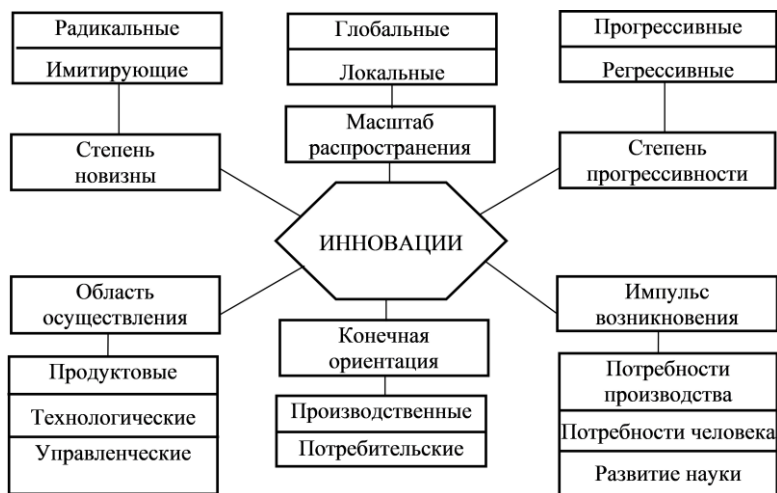 Радикальные
Имитирующие
Степень
новизны
Глобальные
Локальные
Масштаб
распространения
Прогрессивные
Регрессивные
Степень
прогрессивности
ИННОВАЦИИ
Область
осуществления
Продуктовые
Технологические
Управленческие
Конечная
ориентация
Производственные
Потребительские
Импульс
возникновения
Потребности
производства
Потребности человека
Развитие науки